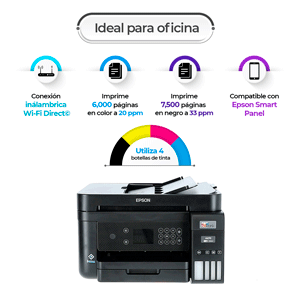 Ideal para oficina
Conexión
inálambrica
Wi-Fi Direct©
Imprime
6,000 páginas
en color a 20 ppm
Imprime
7,500 páginas
en negro a 33 ppm
Compatible con
Epson Smart
Panel
Utiliza 4
botellas de tinta
EPSON